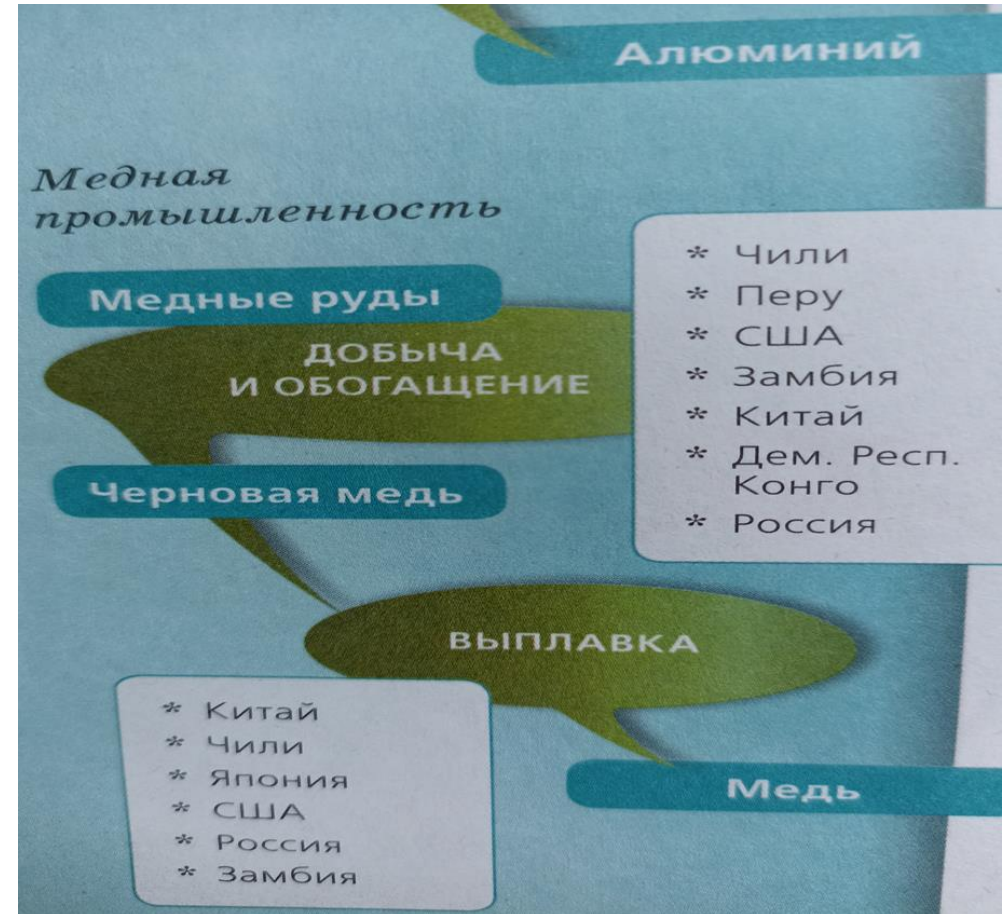 Алюминий
Медная
промышленность
Медные руды
ДОБЫЧА
И ОБОГАЩЕНИЕ
* Чили
* Перу
* США
* Замбия
* Китай
* Дем. Респ.
Конго
* Россия
Черновая медь
ВЫПЛАВКА
* Китай
* Чили
* Япония
* США
* Россия
* Замбия
Медь